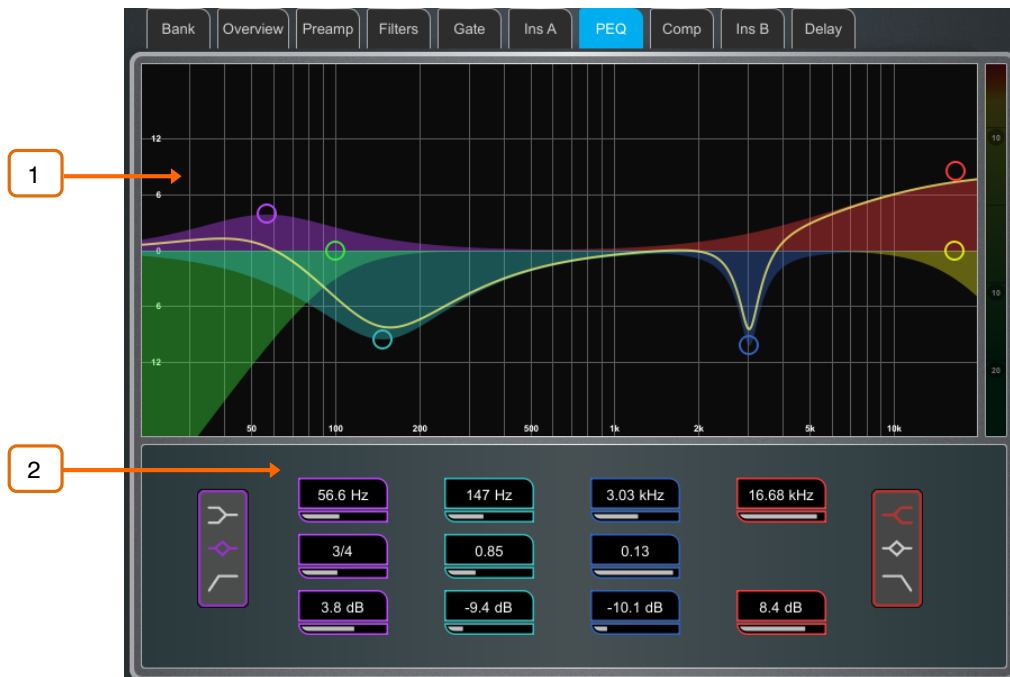 Bank Overview Preamp Filters Gate Ins A PEQ Comp Ins B Delay
12
10
1
6
0
6
10
12
20
50 100 200 500 1k 2k 5k 10k
2
56.6 Hz 147 Hz 3.03 kHz 16.68 kHz
3/4 0.85 0.13
3.8 dB -9.4 dB -10.1 dB 8.4 dB